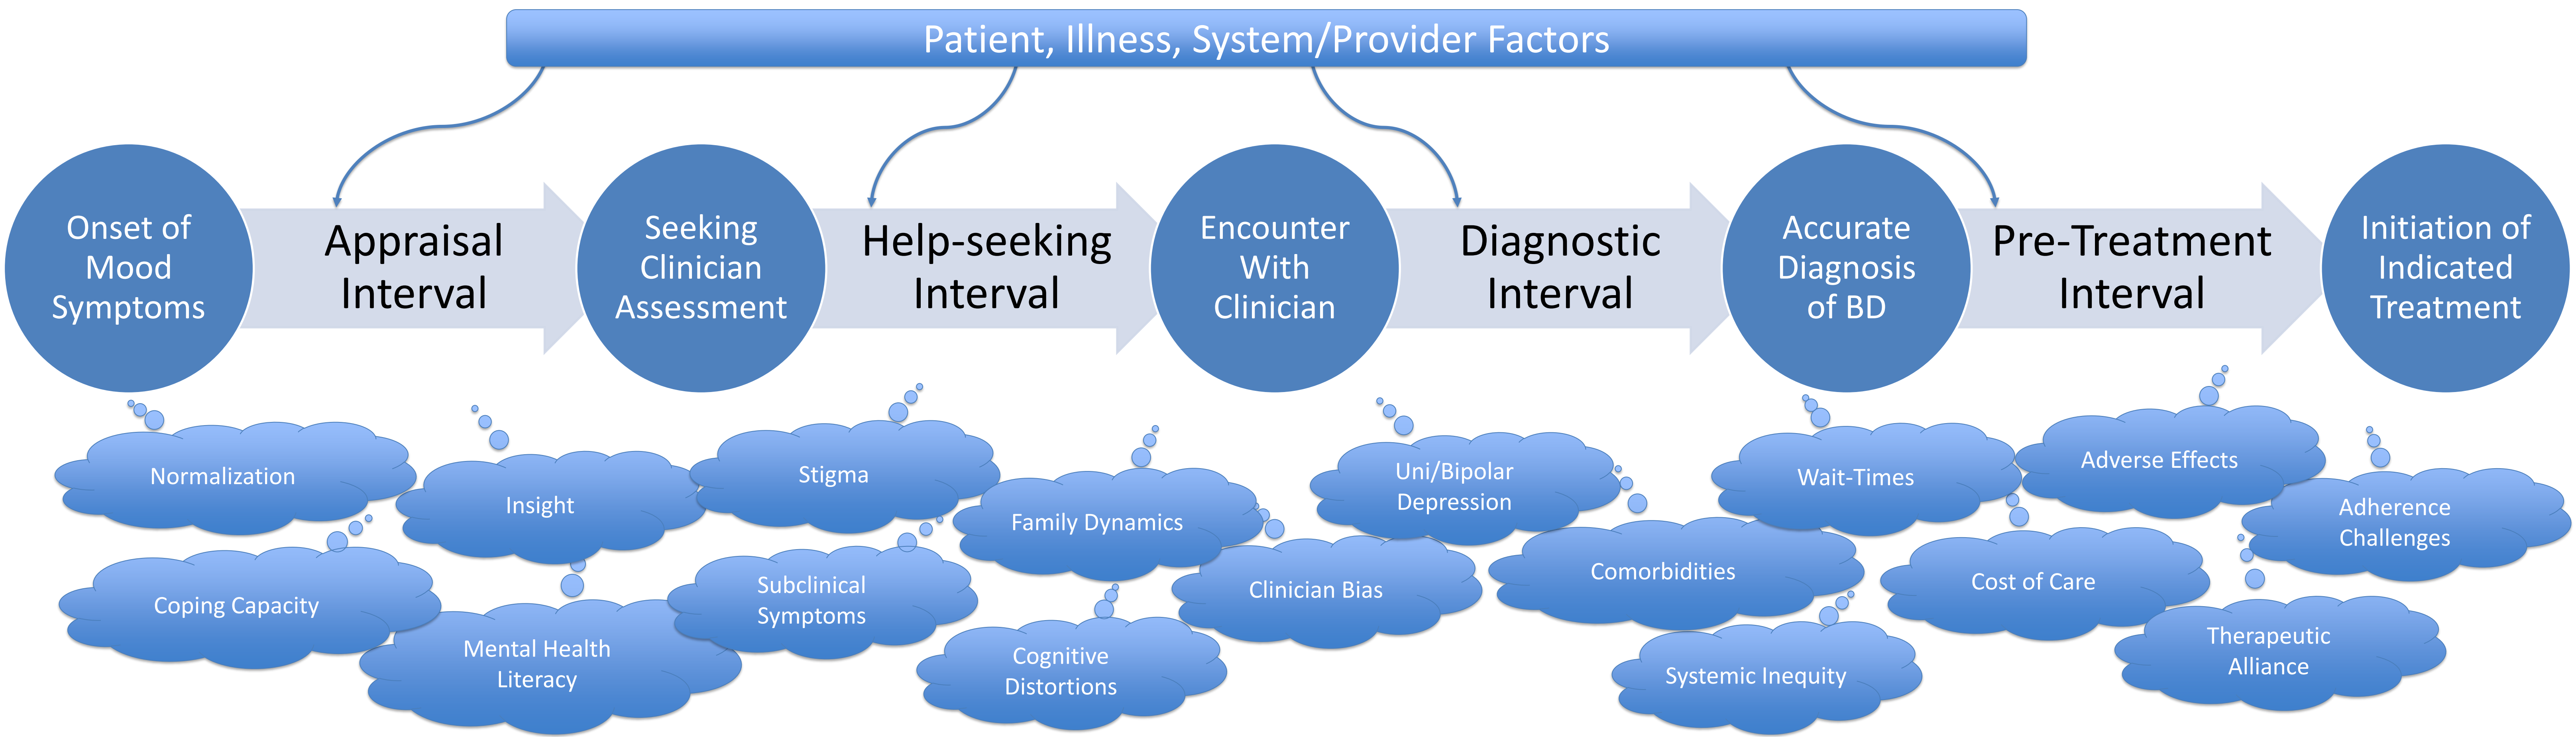 Patient, Illness, System/Provider Factors
Onset of
Mood
Symptoms
Appraisal
Interval
Seeking
Clinician
Assessment
Help-seeking
Interval
Encounter
With
Clinician
Diagnostic
Interval
Accurate
Diagnosis
of BD
Pre-Treatment
Interval
Initiation of
Indicated
Treatment
Normalization
Insight
Stigma
Family Dynamics
Uni/Bipolar
Depression
Wait-Times
Adverse Effects
Adherence
Challenges
Coping Capacity
Mental Health
Literacy
Subclinical
Symptoms
Cognitive
Distortions
Clinician Bias
Comorbidities
Systemic Inequity
Cost of Care
Therapeutic
Alliance